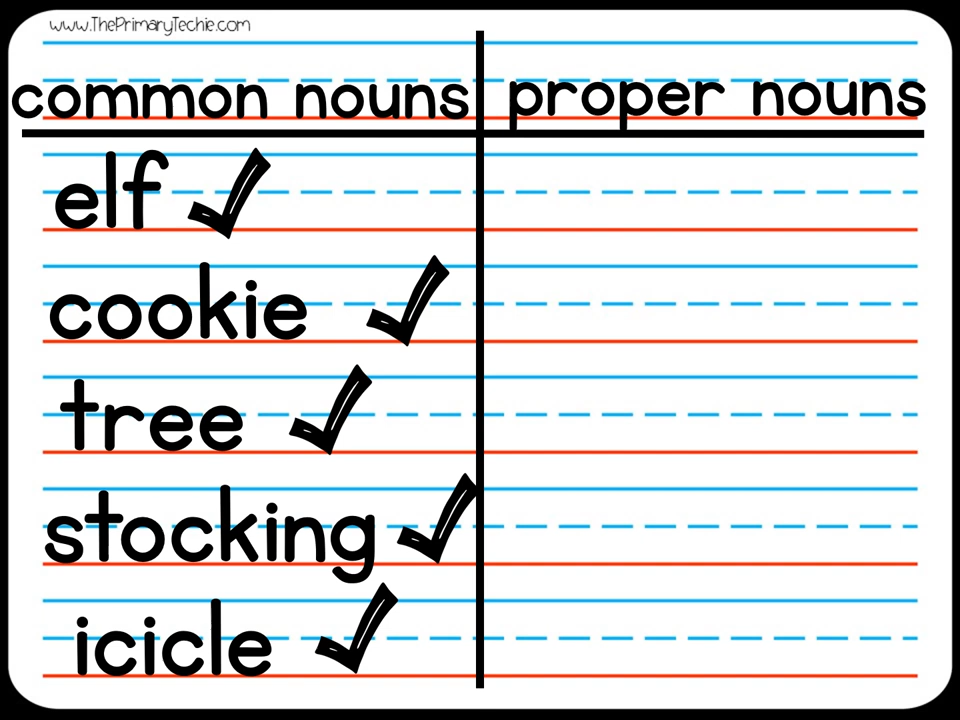 www.ThePrimaryTechie.com
common nouns proper nouns
elf
cookie
tree
stocking
icicle